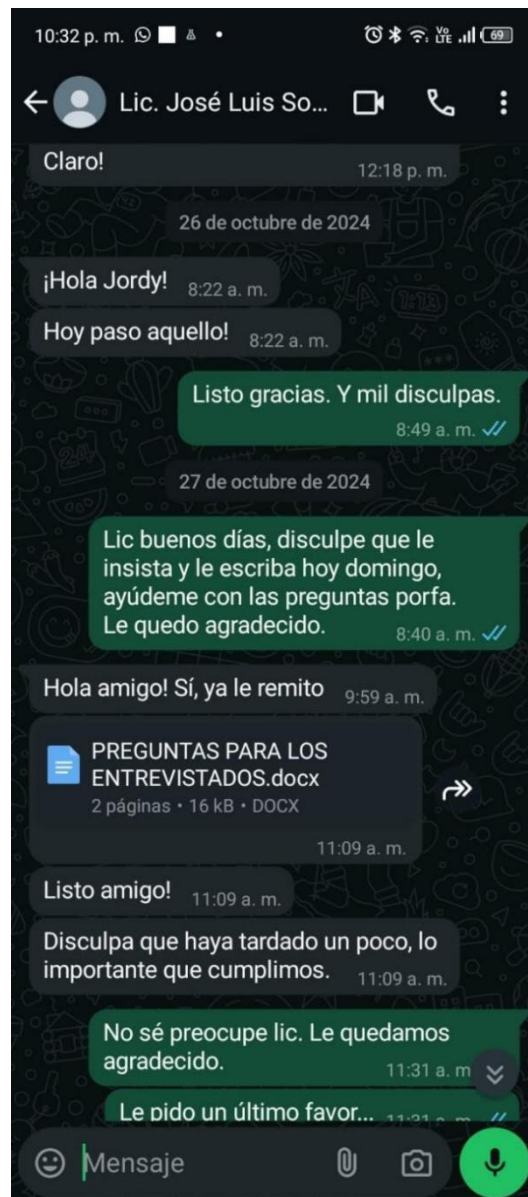 10:32 p. m.
Vo LTE 69
Lic. José Luis So...
Claro!
12:18 p. m.
26 de octubre de 2024
¡Hola Jordy! 8:22 a. m.
Hoy paso aquello! 8:22 a. m.
Listo gracias. Y mil disculpas.
8:49 a. m.
27 de octubre de 2024
Lic buenos días, disculpe que le
insista y le escriba hoy domingo,
ayúdeme con las preguntas porfa.
Le quedo agradecido. 8:40 a. m.
Hola amigo! Sí, ya le remito 9:59 a. m.
PREGUNTAS PARA LOS
ENTREVISTADOS.docx
2 páginas • 16 kB • DOCX
11:09 a. m.
Listo amigo! 11:09 a. m.
Disculpa que haya tardado un poco, lo
importante que cumplimos. 11:09 a. m.
No sé preocupe lic. Le quedamos
agradecido. 11:31 a. m
Le pido un último favor... 11:31 a. m
Mensaje